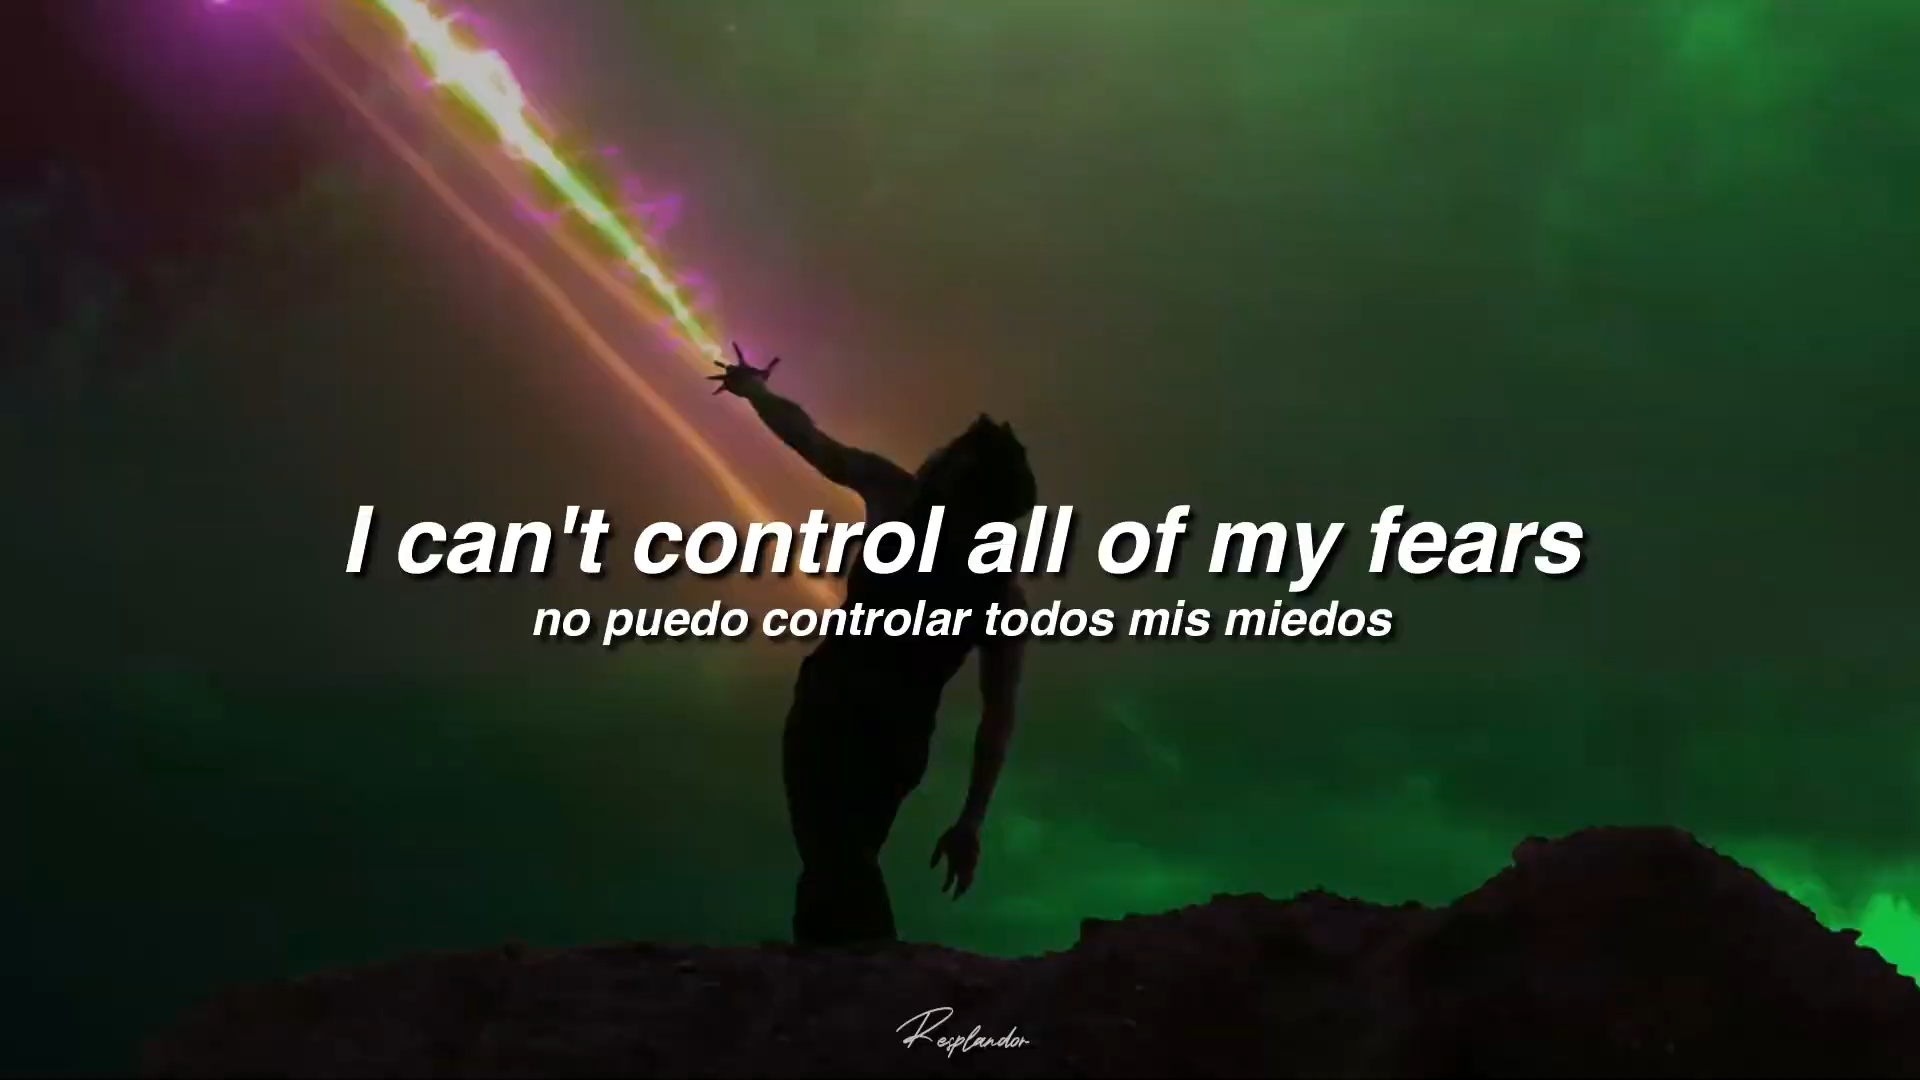 I can't control all of my fears
no puedo controlar todos mis miedos
Resplandor